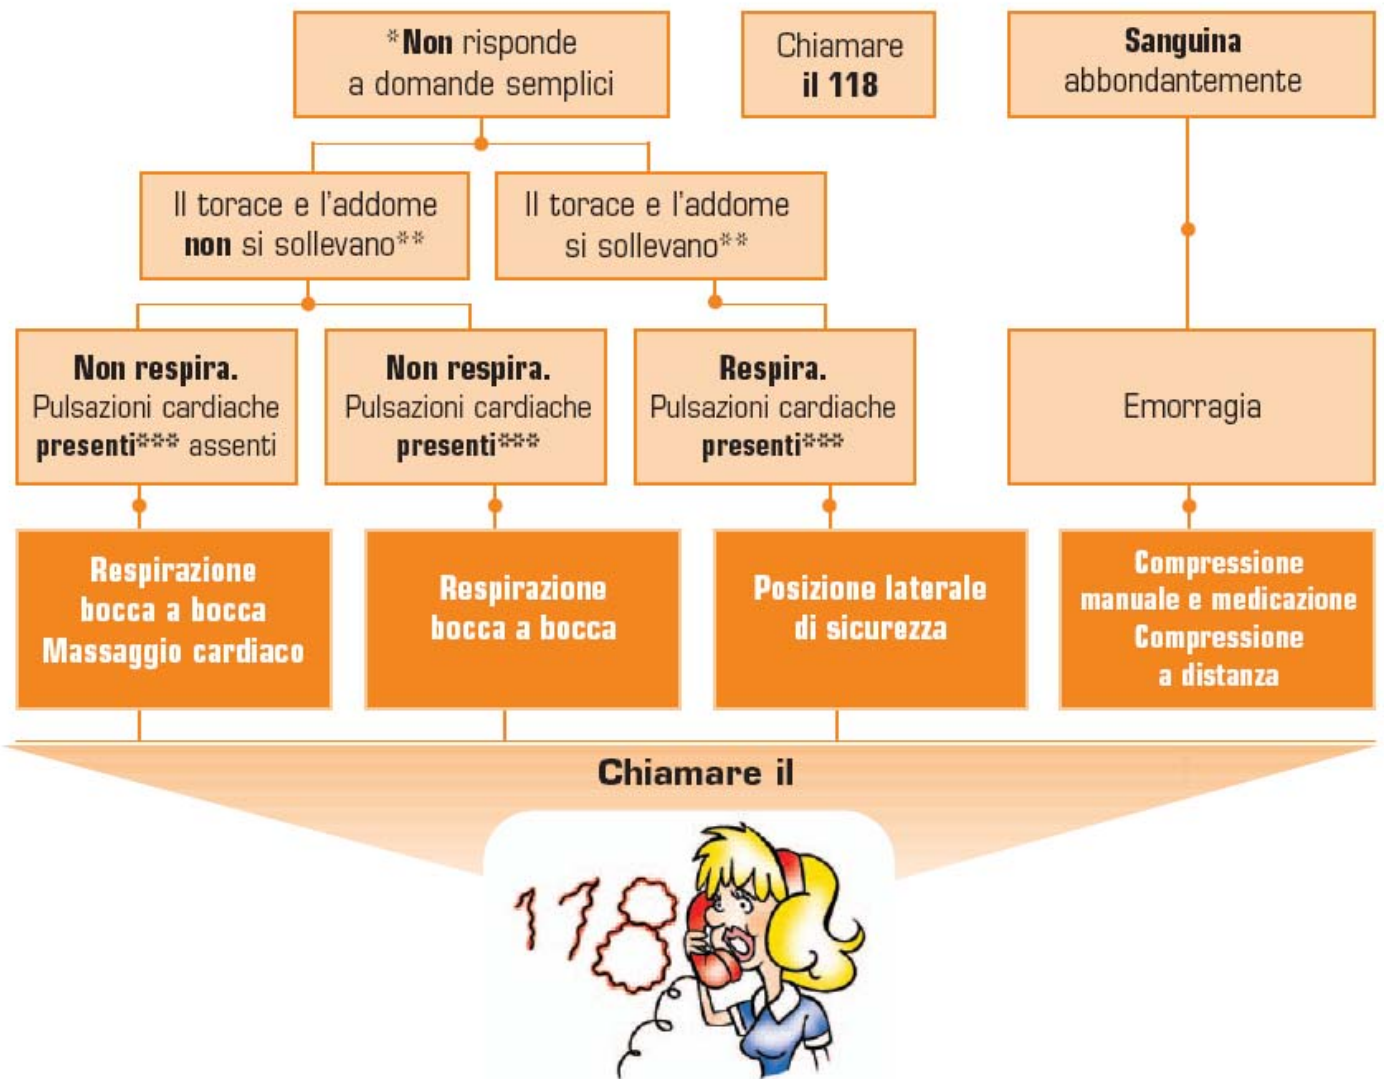 *Non risponde
a domande semplici
Chiamare
il 118
Sanguina
abbondantemente
Il torace e l'addome
non si sollevano**
Il torace e l'addome
si sollevano**
Non respira.
Pulsazioni cardiache
presenti*** assenti
Non respira.
Pulsazioni cardiache
presenti***
Respira.
Pulsazioni cardiache
presenti***
Emorragia
Respirazione
bocca a bocca
Massaggio cardiaco
Respirazione
bocca a bocca
Posizione laterale
di sicurezza
Compressione
manuale e medicazione
Compressione
a distanza
Chiamare il
118